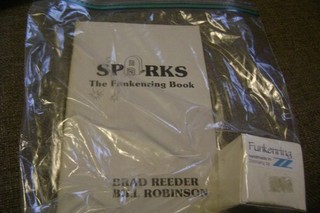 SPARKS
The Funkenring Book
BRAD REEDER
BILL ROBINSON
Funkenring